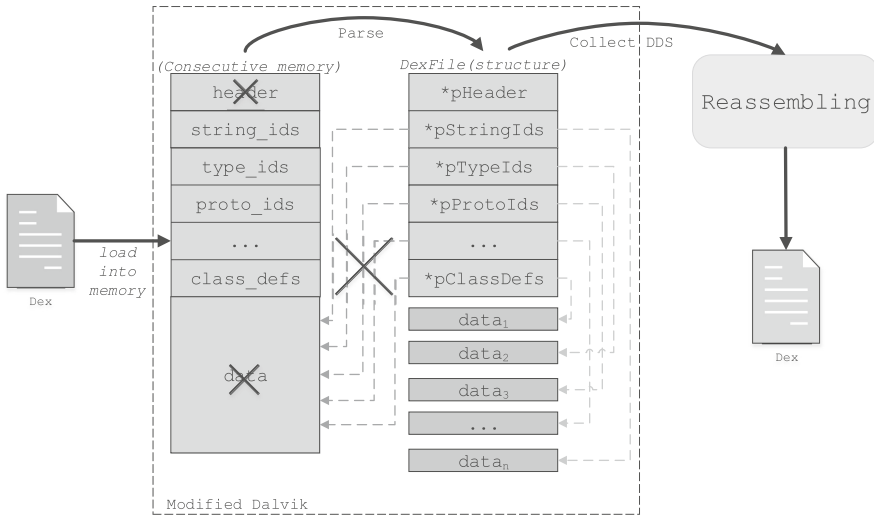 Parse
Collect DDS
(Consecutive memory)
DexFile(structure)
header
*pHeader
Reassembling
string_ids
*pStringIds
type_ids
*pTypeIds
proto_ids
*pProtoIds
...
...
load
into
memory
class_defs
*pClassDefs
Dex
data₁
data₂
Dex
data
data₃
...
dataₙ
Modified Dalvik